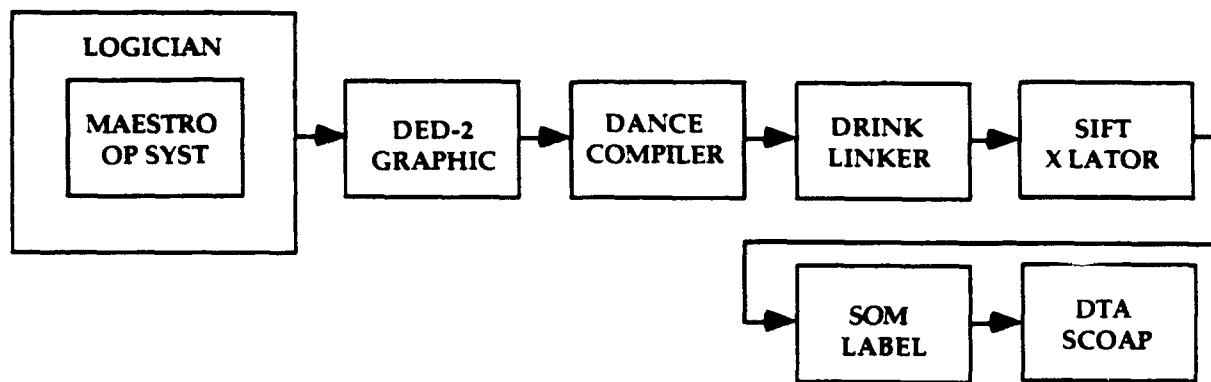 LOGICIAN
MAESTRO
OP SYST
DED-2
GRAPHIC
DANCE
COMPILER
DRINK
LINKER
SIFT
X LATOR
SOM
LABEL
DTA
SCOAP